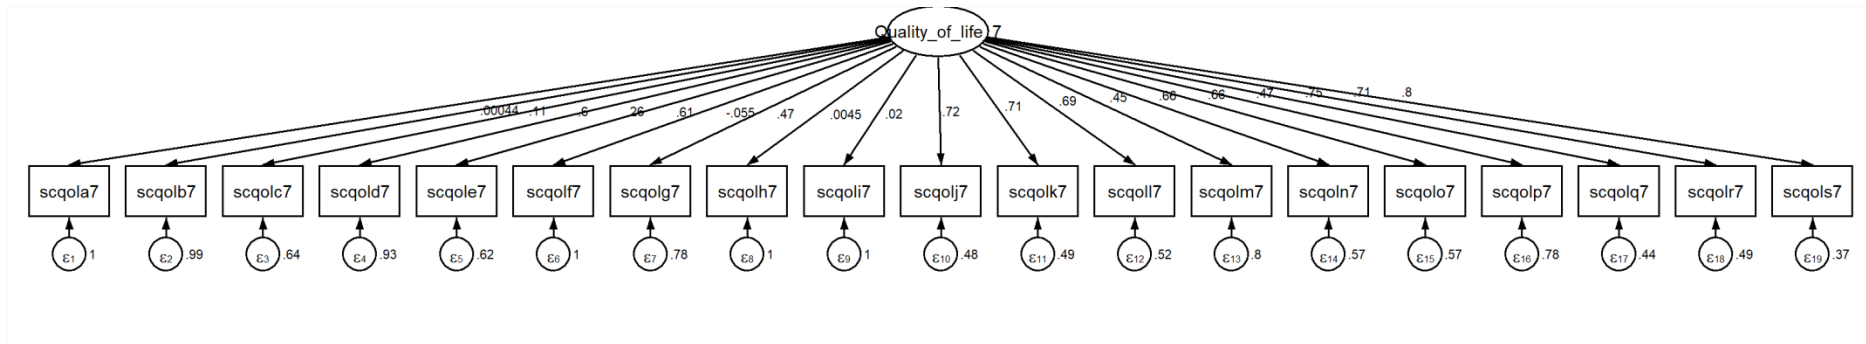 Quality_of_life_7
.00044 .11 .6 .26 .61 -.055 .47 .0045 .02 .72 .71 .69 .45 .66 .66 .47 .75 .71 .8
scqola7 scqolb7 scqolc7 scqold7 scqole7 scqolf7 scqolg7 scqolh7 scqoli7 scqolj7 scqolk7 scqoll7 scqolm7 scqoln7 scqolo7 scqolp7 scqolq7 scqolr7 scqols7
ε1 1 ε2 .99 ε3 .64 ε4 .93 ε5 .62 ε6 1 ε7 .78 ε8 1 ε9 1 ε10 .48 ε11 .49 ε12 .52 ε13 .8 ε14 .57 ε15 .57 ε16 .78 ε17 .44 ε18 .49 ε19 .37